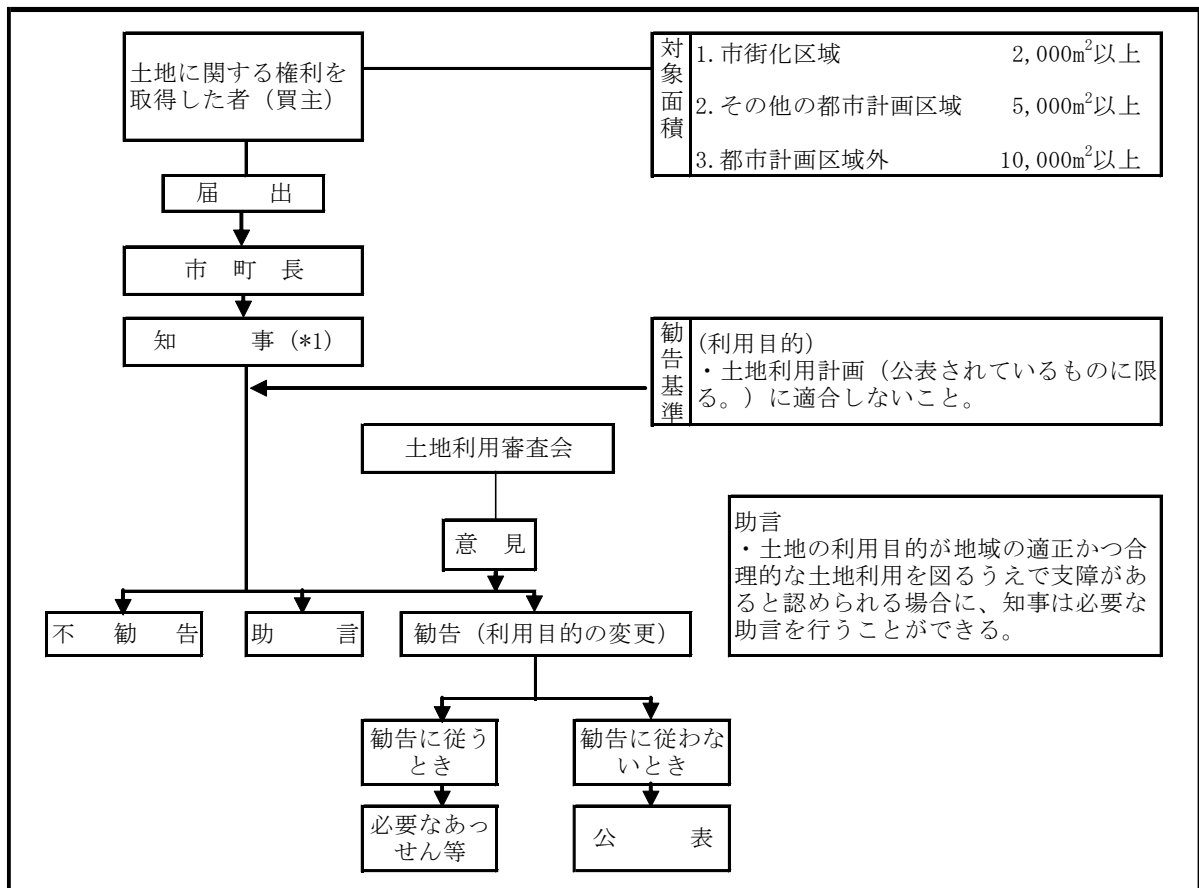 土地に関する権利を
取得した者（買主）
対象面積
1.市街化区域 2,000m²以上
2.その他の都市計画区域 5,000m²以上
3.都市計画区域外 10,000m²以上
届 出
市 町 長
知 事(*1)
勧告基準
(利用目的)
・土地利用計画（公表されているものに限
る。）に適合しないこと。
土地利用審査会
意 見
助言
・土地の利用目的が地域の適正かつ合
理的な土地利用を図るうえで支障があ
ると認められる場合に、知事は必要な
助言を行うことができる。
不 勧 告
助 言
勧告（利用目的の変更）
勧告に従う
とき
勧告に従わな
いとき
必要なあっ
せん等
公 表